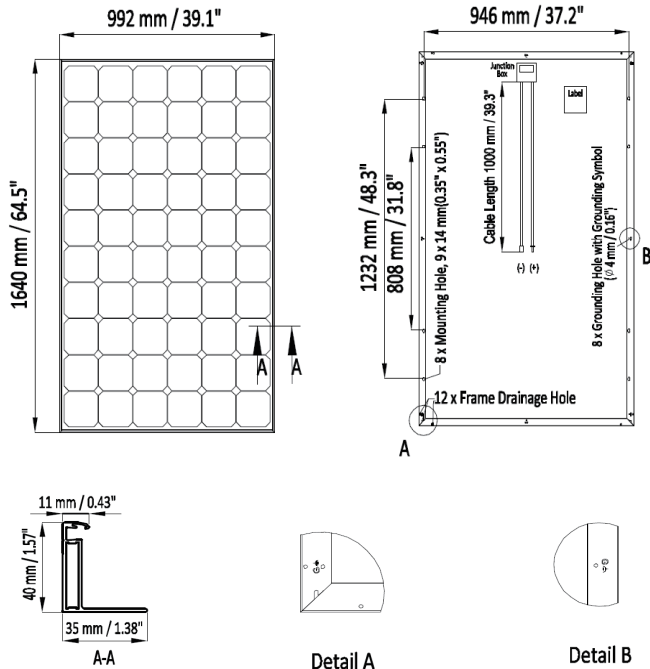 992 mm / 39.1"
946 mm / 37.2"
1640 mm / 64.5"
A
A
Junction
Box
Label
Cable Length 1000 mm / 39.3"
(-) (+)
1232 mm / 48.3"
808 mm / 31.8"
8 x Mounting Hole, 9 x 14 mm(0.35" x 0.55")
8 x Grounding Hole with Grounding Symbol
(∅ 4 mm / 0.16")
B
12 x Frame Drainage Hole
A
11 mm / 0.43"
40 mm / 1.57"
35 mm / 1.38"
A-A
Detail A
Detail B